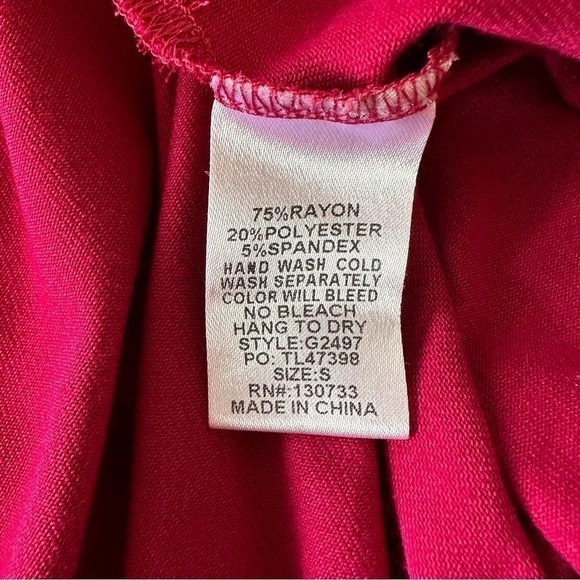 75%RAYON
20%POLYESTER
5%SPANDEX
HAND WASH COLD
WASH SEPARATELY
COLOR WILL BLEED
NO BLEACH
HANG TO DRY
STYLE:G2497
PO: TL47398
SIZE:S
RN#:130733
MADE IN CHINA